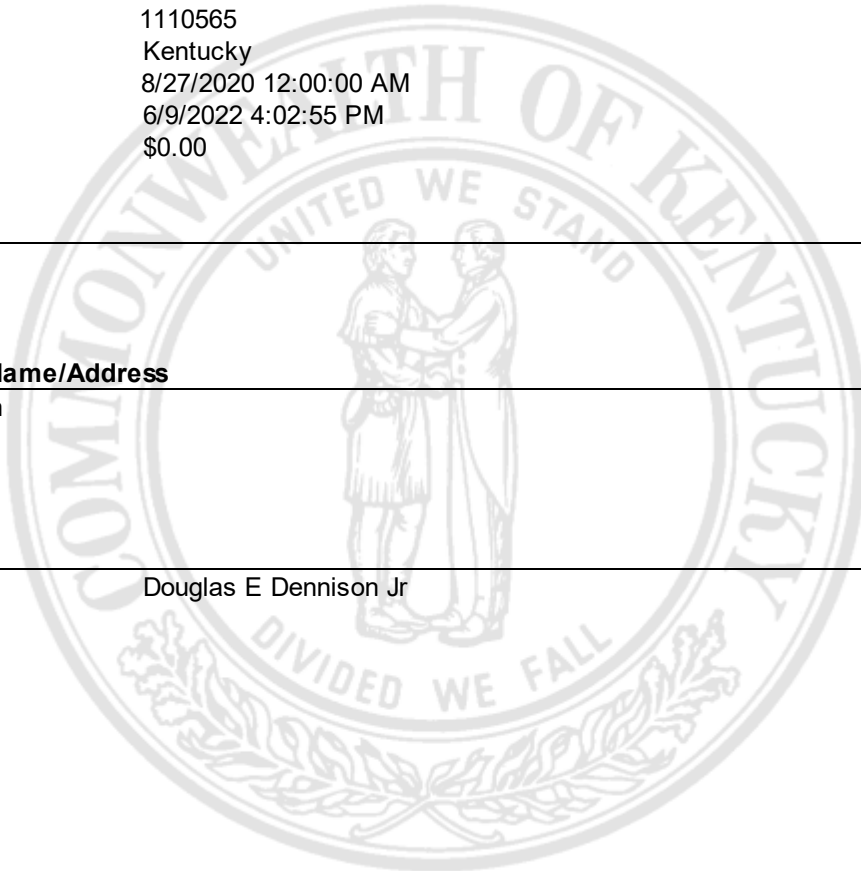 1110565
Kentucky
8/27/2020 12:00:00 AM
6/9/2022 4:02:55 PM
$0.00
COMMONWEALTH OF KENTUCKY
UNITED WE STAND
ame/Address
Douglas E Dennison Jr
DIVIDED WE FALL